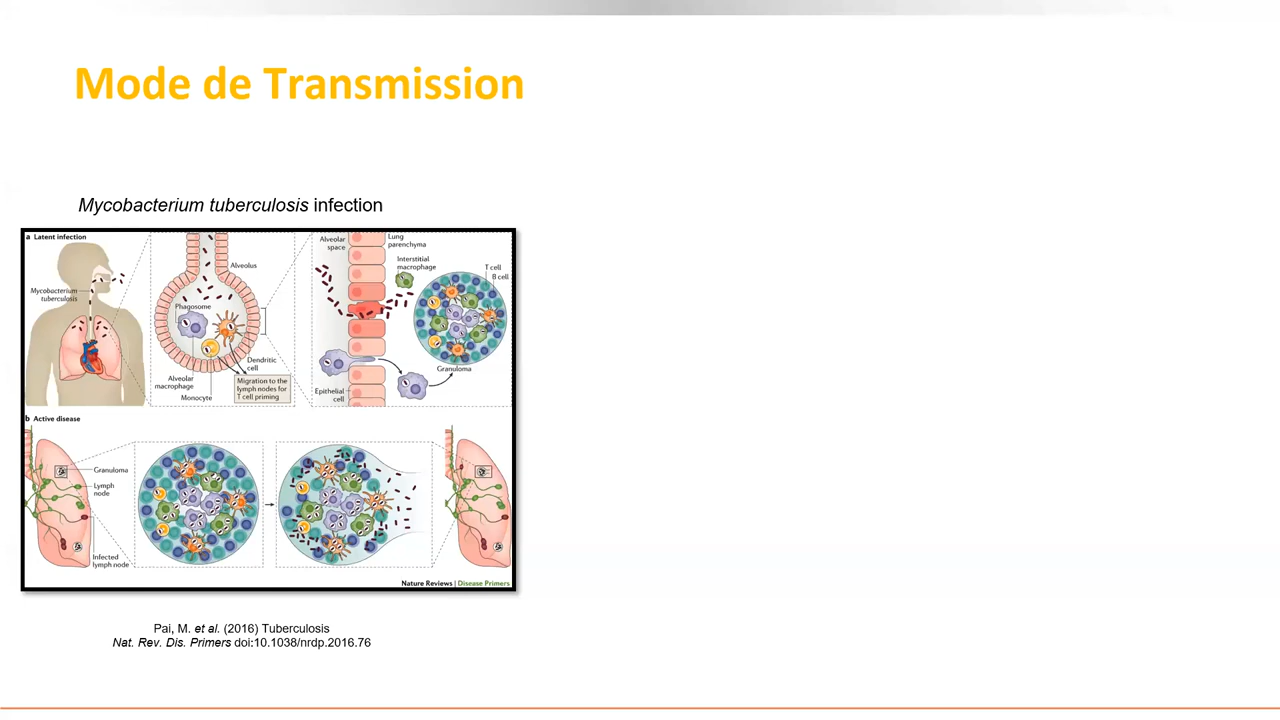 Mode de Transmission
Mycobacterium tuberculosis infection
a Latent infection
Mycobacterium
tuberculosis
Alveolus
Phagosome
Alveolar
macrophage
Monocyte
Dendritic
cell
Migration to the
lymph nodes for
T cell priming
Alveolar
space
Lung
parenchyma
Interstitial
macrophage
T cell
B cell
Granuloma
Epithelial
cell
b Active disease
Granuloma
Lymph
node
Infected
lymph node
Nature Reviews | Disease Primers
Pai, M. et al. (2016) Tuberculosis
Nat. Rev. Dis. Primers doi:10.1038/nrdp.2016.76